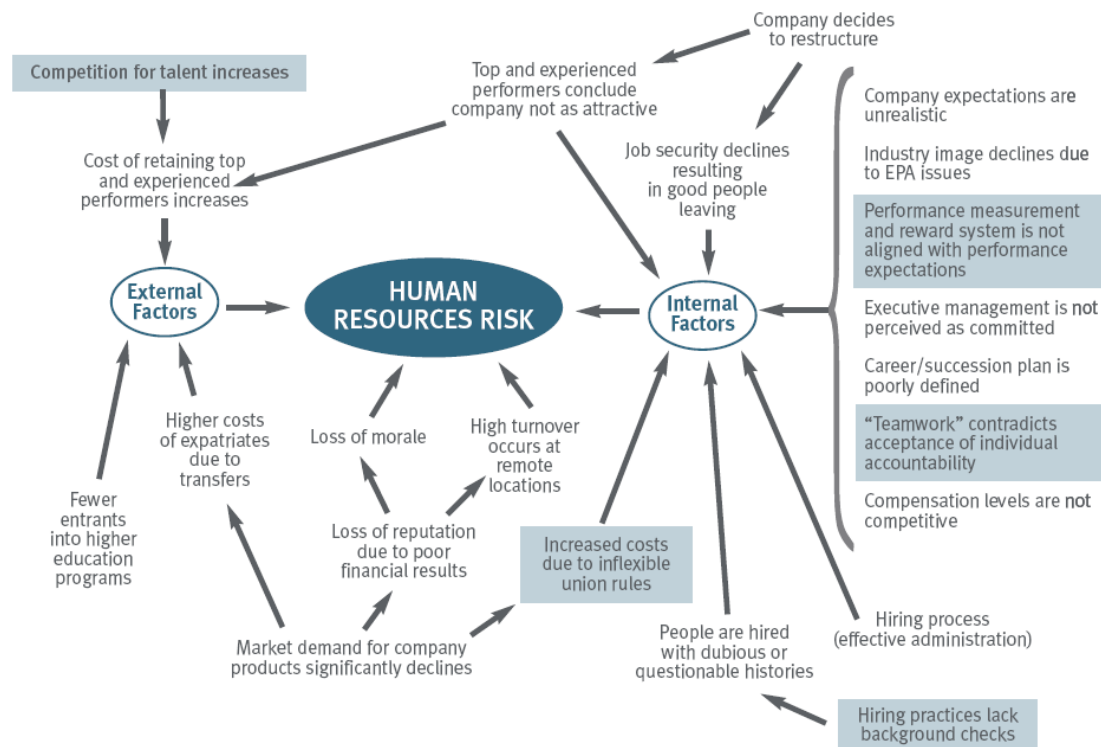 Company decides
to restructure
Competition for talent increases
Top and experienced
performers conclude
company not as attractive
Company expectations are
unrealistic
Cost of retaining top
and experienced
performers increases
Job security declines
resulting
in good people
leaving
Industry image declines due
to EPA issues
Performance measurement
and reward system is not
aligned with performance
expectations
External
Factors
HUMAN
RESOURCES RISK
Internal
Factors
Executive management is not
perceived as committed
Career/succession plan is
poorly defined
Higher costs
of expatriates
due to
transfers
Loss of morale
High turnover
occurs at
remote
locations
“Teamwork” contradicts
acceptance of individual
accountability
Compensation levels are not
competitive
Fewer
entrants
into higher
education
programs
Loss of reputation
due to poor
financial results
Increased costs
due to inflexible
union rules
Market demand for company
products significantly declines
People are hired
with dubious or
questionable histories
Hiring process
(effective administration)
Hiring practices lack
background checks